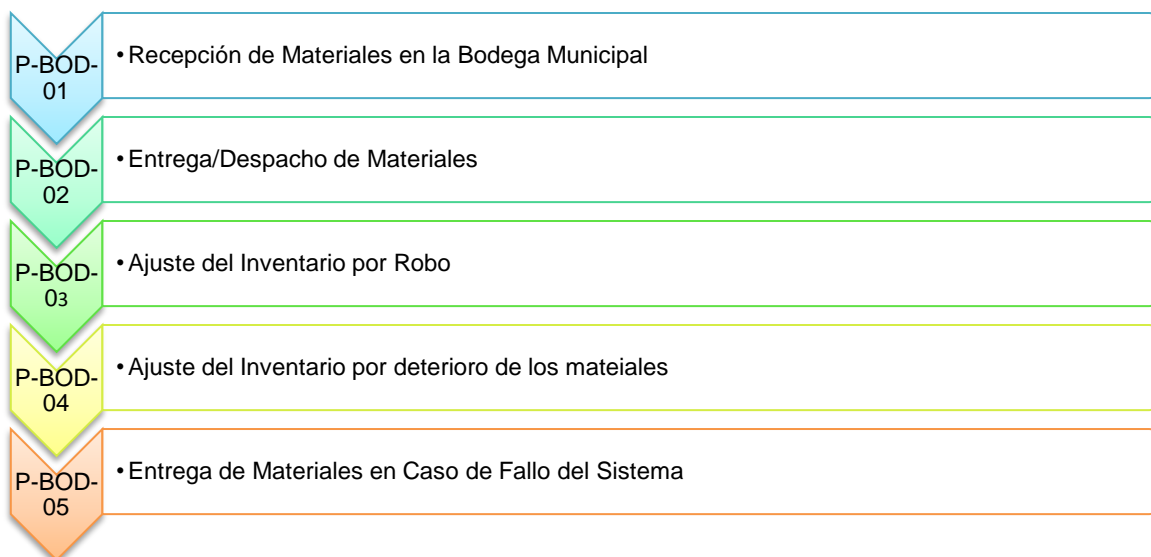 P-BOD-
01
• Recepción de Materiales en la Bodega Municipal
P-BOD-
02
• Entrega/Despacho de Materiales
P-BOD-
03
• Ajuste del Inventario por Robo
P-BOD-
04
• Ajuste del Inventario por deterioro de los mateiales
P-BOD-
05
• Entrega de Materiales en Caso de Fallo del Sistema